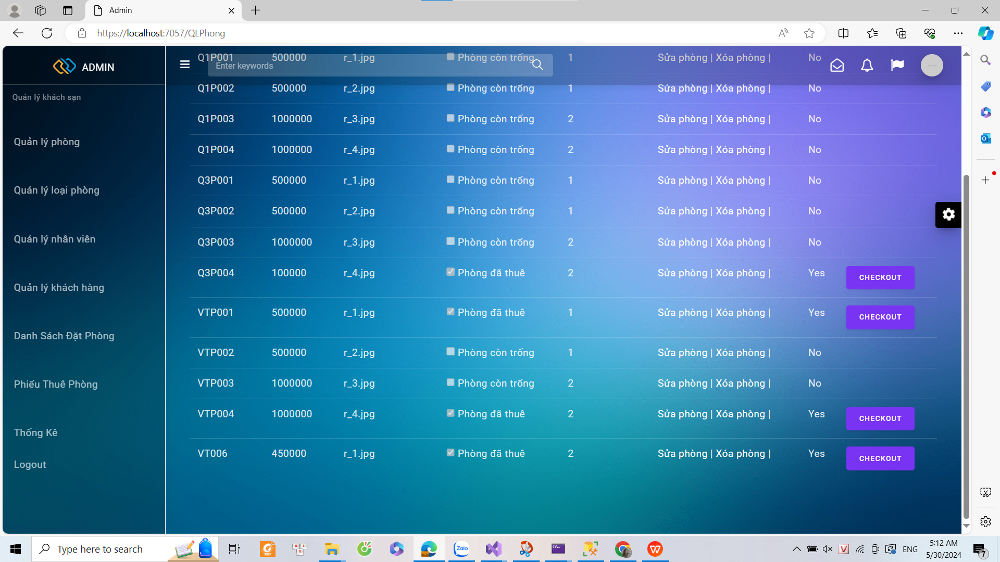 Admin
https://localhost:7057/QLPhong
ADMIN
Quản lý khách sạn
Quản lý phòng
Quản lý loại phòng
Quản lý nhân viên
Quản lý khách hàng
Danh Sách Đặt Phòng
Phiếu Thuê Phòng
Thống Kê
Logout
Enter keywords
Q1P001 500000 r_1.jpg Phòng còn trống 1 Sửa phòng | Xóa phòng | No
Q1P002 500000 r_2.jpg Phòng còn trống 1 Sửa phòng | Xóa phòng | No
Q1P003 1000000 r_3.jpg Phòng còn trống 2 Sửa phòng | Xóa phòng | No
Q1P004 1000000 r_4.jpg Phòng còn trống 2 Sửa phòng | Xóa phòng | No
Q3P001 500000 r_1.jpg Phòng còn trống 1 Sửa phòng | Xóa phòng | No
Q3P002 500000 r_2.jpg Phòng còn trống 1 Sửa phòng | Xóa phòng | No
Q3P003 1000000 r_3.jpg Phòng còn trống 2 Sửa phòng | Xóa phòng | No
Q3P004 100000 r_4.jpg Phòng đã thuê 2 Sửa phòng | Xóa phòng | Yes CHECKOUT
VTP001 500000 r_1.jpg Phòng đã thuê 1 Sửa phòng | Xóa phòng | Yes CHECKOUT
VTP002 500000 r_2.jpg Phòng còn trống 1 Sửa phòng | Xóa phòng | No
VTP003 1000000 r_3.jpg Phòng còn trống 2 Sửa phòng | Xóa phòng | No
VTP004 1000000 r_4.jpg Phòng đã thuê 2 Sửa phòng | Xóa phòng | Yes CHECKOUT
VT006 450000 r_1.jpg Phòng đã thuê 2 Sửa phòng | Xóa phòng | Yes CHECKOUT
Type here to search
PDF
Zalo
ENG
5:12 AM
5/30/2024
7